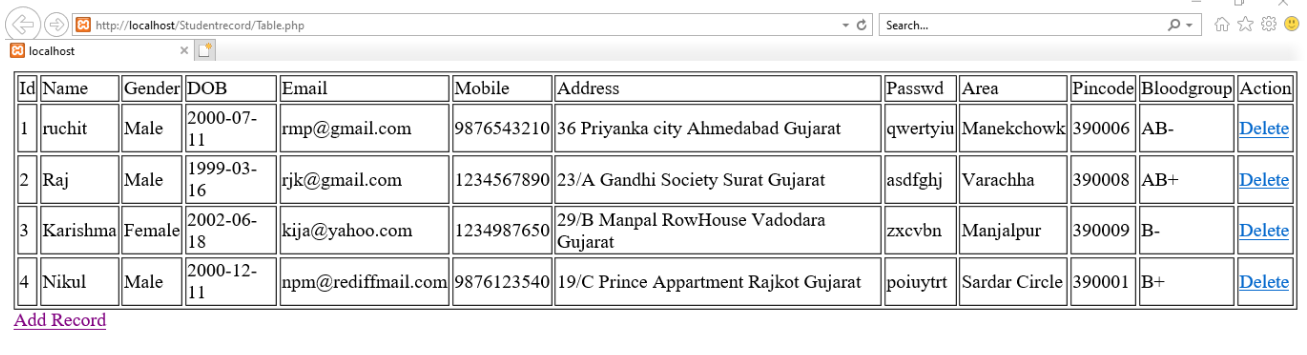 http://localhost/Studentrecord/Table.php Search...
localhost
Id Name Gender DOB Email Mobile Address Passwd Area Pincode Bloodgroup Action
1 ruchit Male 2000-07-11 rmp@gmail.com 9876543210 36 Priyanka city Ahmedabad Gujarat qwertyiu Manekchowk 390006 AB- Delete
2 Raj Male 1999-03-16 rjk@gmail.com 1234567890 23/A Gandhi Society Surat Gujarat asdfghj Varachha 390008 AB+ Delete
3 Karishma Female 2002-06-18 kija@yahoo.com 1234987650 29/B Manpal RowHouse Vadodara Gujarat zxcvbn Manjalpur 390009 B- Delete
4 Nikul Male 2000-12-11 npm@rediffmail.com 9876123540 19/C Prince Appartment Rajkot Gujarat poiuytrt Sardar Circle 390001 B+ Delete
Add Record